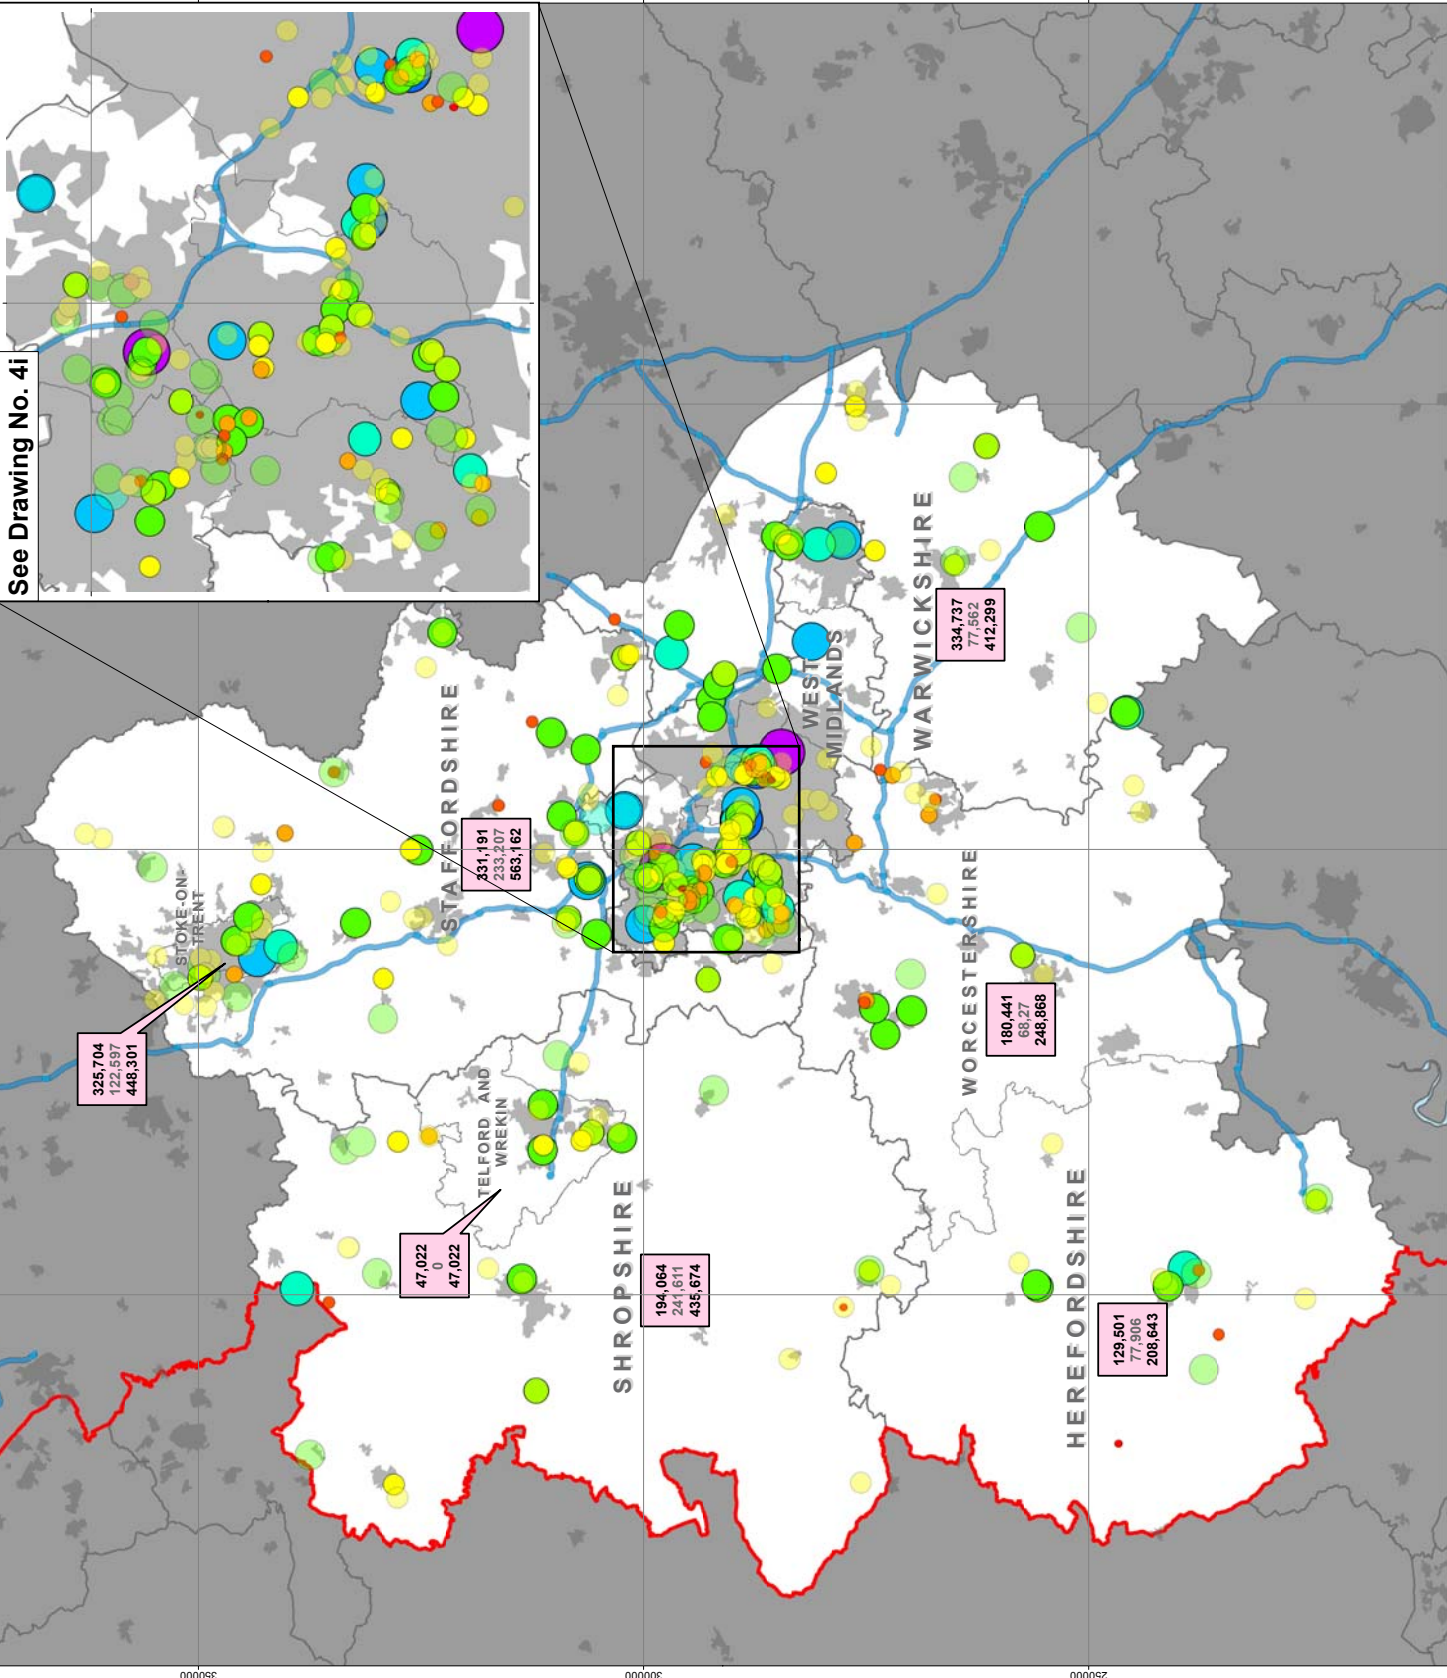 See Drawing No. 4i
STOKE-ON-
TRENT
325,704
122,597
448,301
STAFFORDSHIRE
331,191
233,207
563,162
TELFORD AND
WREKIN
47,022
0
47,022
SHROPSHIRE
194,064
241,611
435,674
WEST
MIDLANDS
WARWICKSHIRE
334,737
77,562
412,299
WORCESTERSHIRE
180,441
68,27
248,868
HEREFORDSHIRE
129,501
77,906
208,643
350000
300000
250000